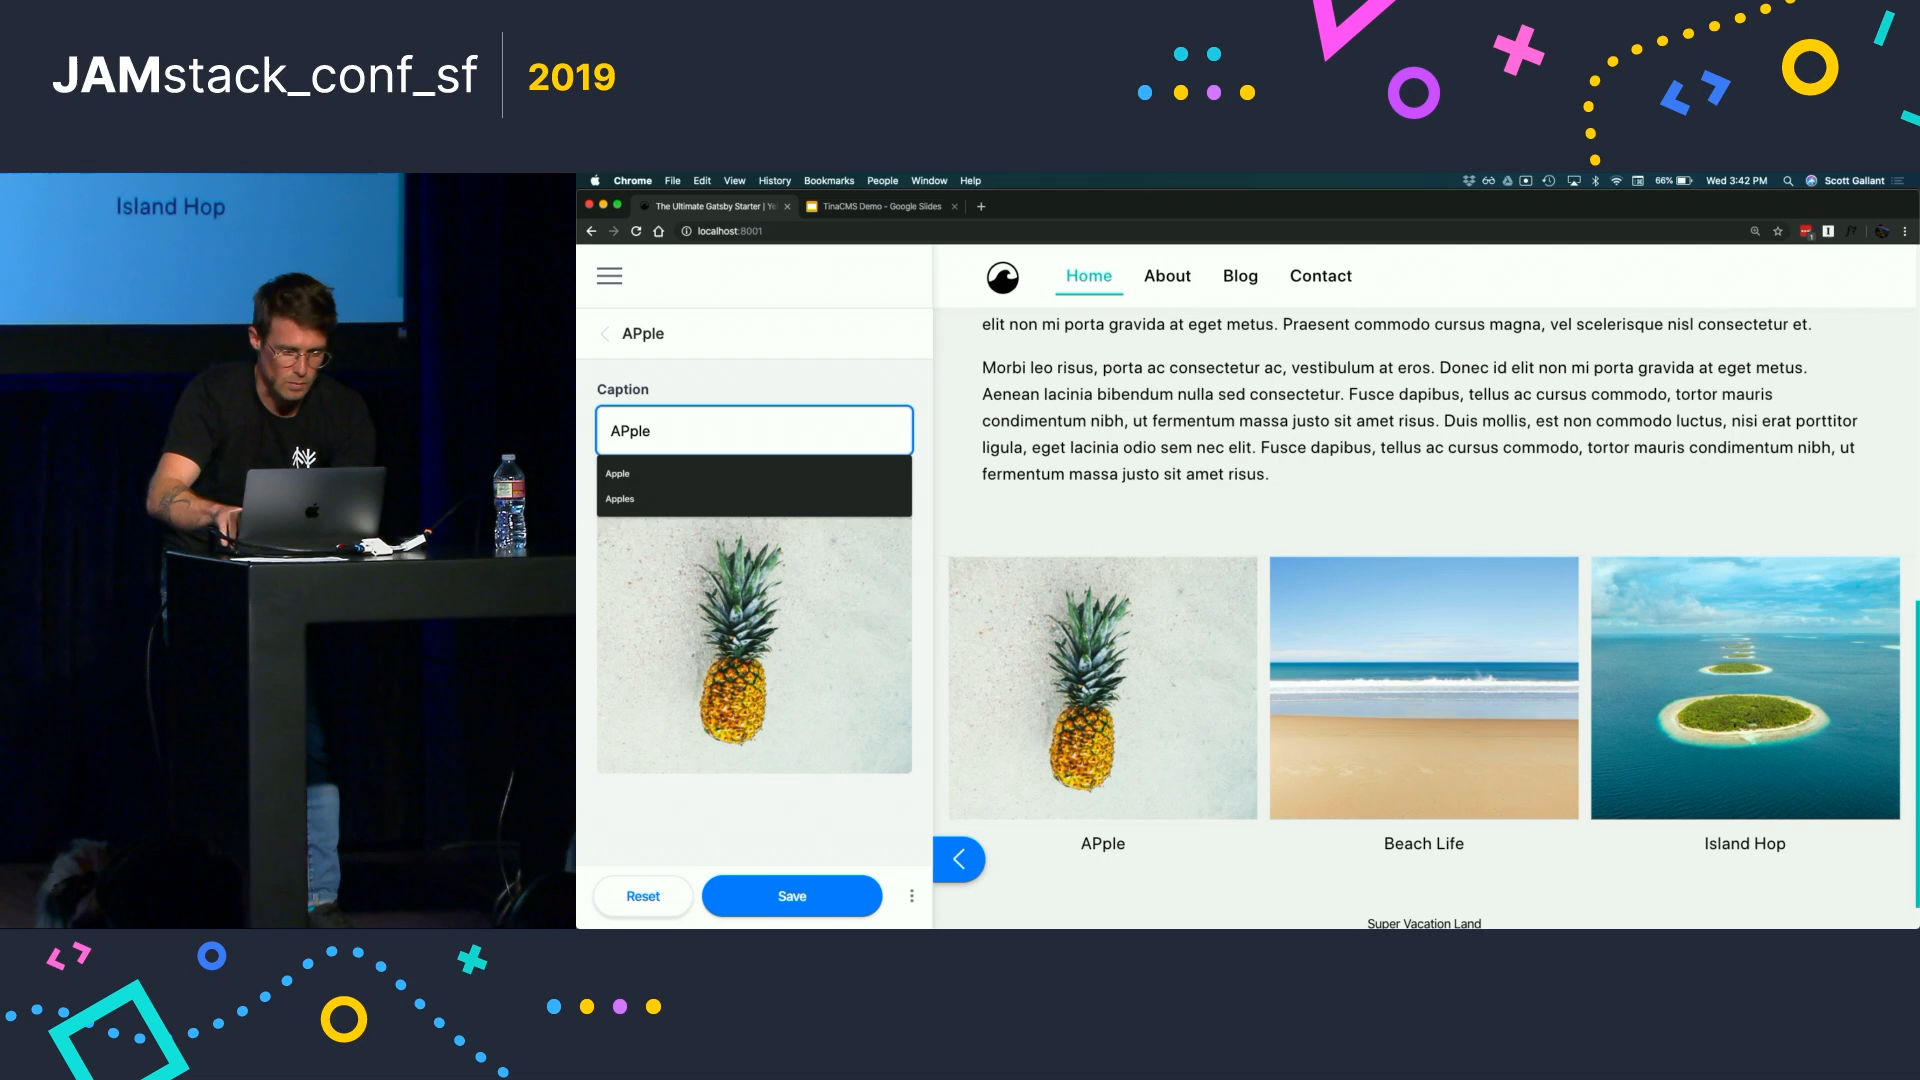 JAMstack_conf_sf
2019
Island Hop
Chrome File Edit View History Bookmarks People Window Help
66% Wed 3:42 PM Scott Gallant
The Ultimate Gatsby Starter | Ye
TinaCMS Demo - Google Slides
localhost:8001
Home About Blog Contact
APple
Caption
APple
Apple
Apples
Reset
Save
elit non mi porta gravida at eget metus. Praesent commodo cursus magna, vel scelerisque nisl consectetur et.
Morbi leo risus, porta ac consectetur ac, vestibulum at eros. Donec id elit non mi porta gravida at eget metus.
Aenean lacinia bibendum nulla sed consectetur. Fusce dapibus, tellus ac cursus commodo, tortor mauris
condimentum nibh, ut fermentum massa justo sit amet risus. Duis mollis, est non commodo luctus, nisi erat porttitor
ligula, eget lacinia odio sem nec elit. Fusce dapibus, tellus ac cursus commodo, tortor mauris condimentum nibh, ut
fermentum massa justo sit amet risus.
APple
Beach Life
Island Hop
Super Vacation Land